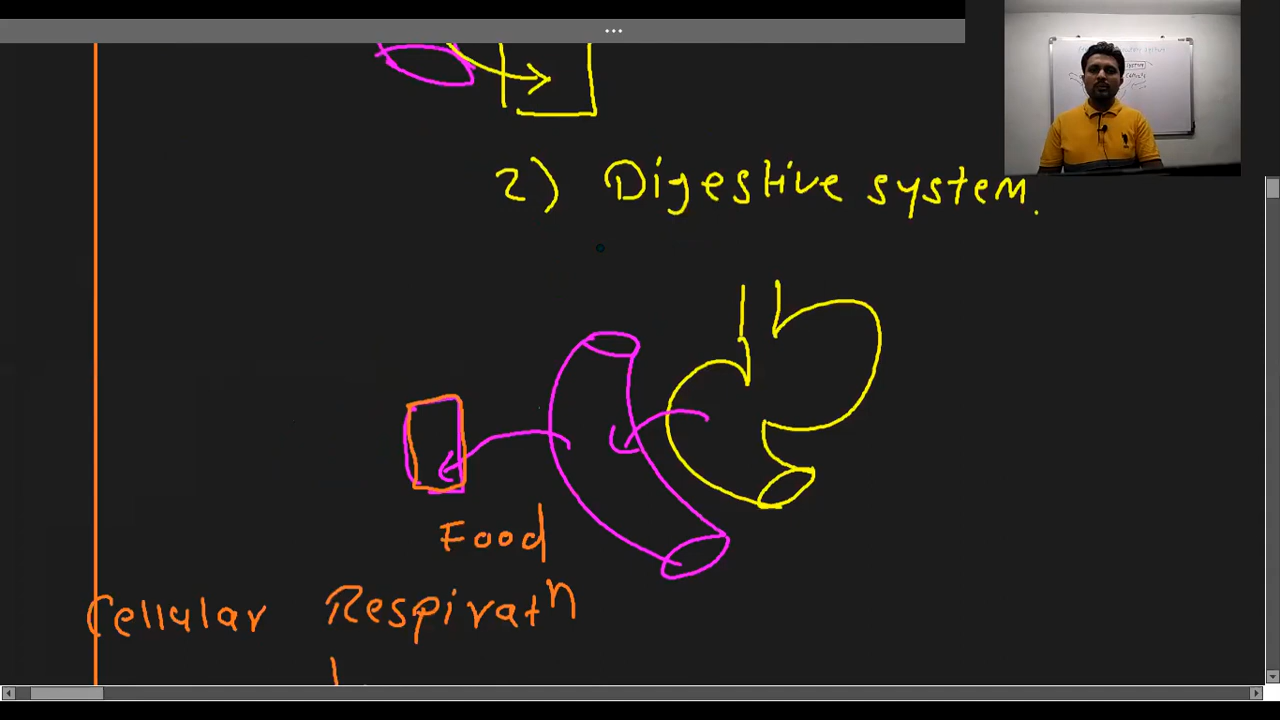 2) Digestive system.
Food
Cellular Respiratn